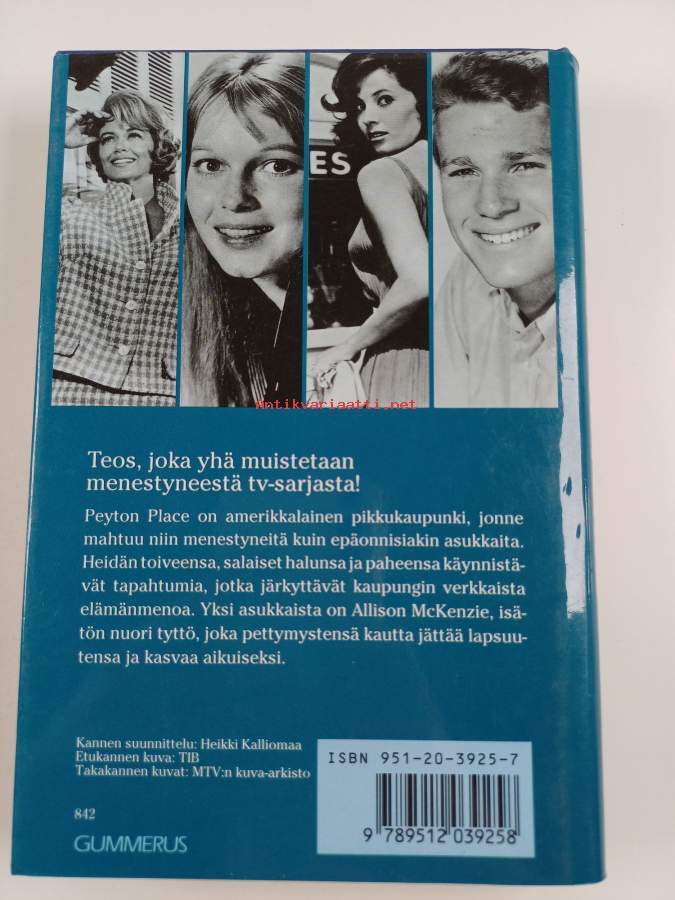 ES
Antikvariaatti.net
Teos, joka yhä muistetaan
menestyneestä tv-sarjasta!
Peyton Place on amerikkalainen pikkukaupunki, jonne
mahtuu niin menestyneitä kuin epäonnisiakin asukkaita.
Heidän toiveensa, salaiset halunsa ja paheensa käynnistä-
vät tapahtumia, jotka järkyttävät kaupungin verkkaista
elämänmenoa. Yksi asukkaista on Allison McKenzie, isä-
tön nuori tyttö, joka pettymystensä kautta jättää lapsuu-
tensa ja kasvaa aikuiseksi.
Kannen suunnittelu: Heikki Kalliomaa
Etukannen kuva: TIB
Takakannen kuvat: MTV:n kuva-arkisto
842
GUMMERUS
ISBN 951-20-3925-7
9 789512 039258